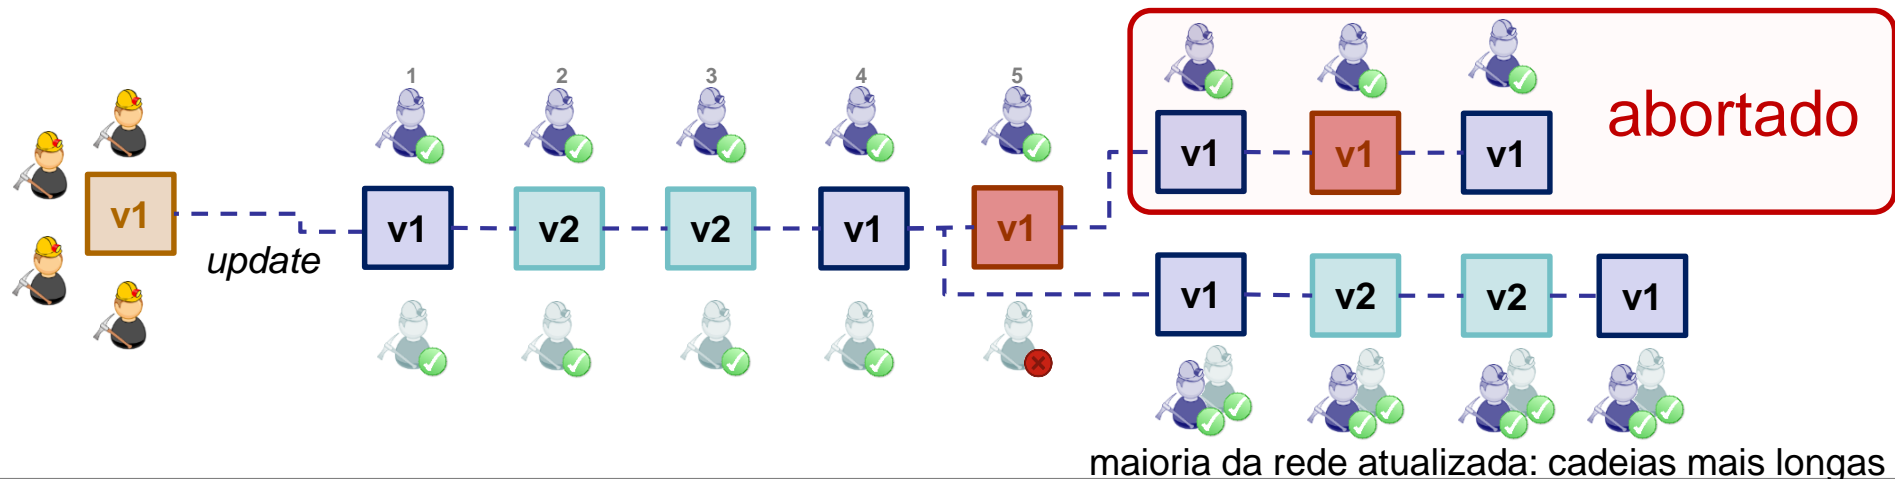 1 2 3 4 5
v1 v1 v1 abortado
v1 v1 v2 v2 v1 v1
update
v1 v2 v2 v1
maioria da rede atualizada: cadeias mais longas